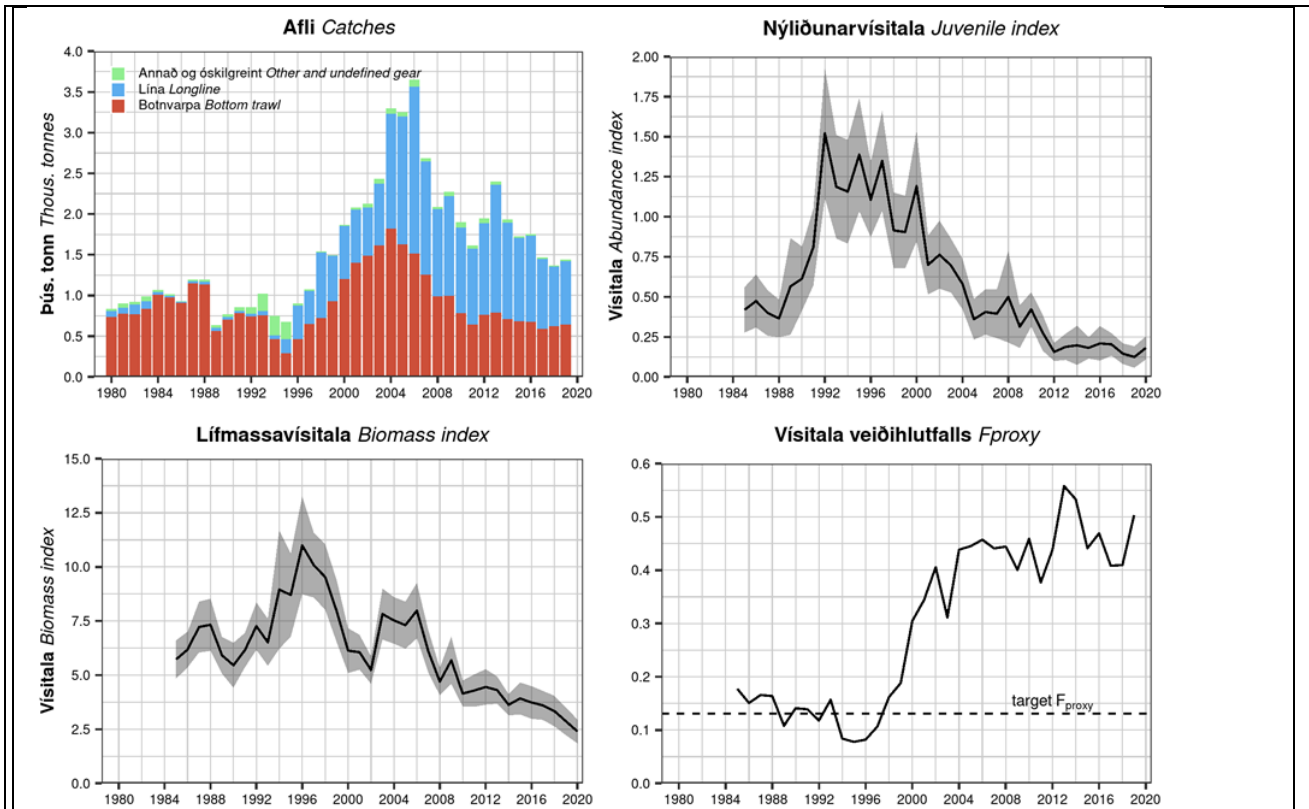 Afli Catches
4.0
3.5
3.0
2.5
2.0
1.5
1.0
0.5
0.0
Þús. tonn Thous. tonnes
Annað og óskilgreint Other and undefined gear
Lína Longline
Botnvarpa Bottom trawl
1980 1984 1988 1992 1996 2000 2004 2008 2012 2016 2020
Nýliðunarvísitala Juvenile index
2.00
1.75
1.50
1.25
1.00
0.75
0.50
0.25
0.00
Vísitala Abundance index
1980 1984 1988 1992 1996 2000 2004 2008 2012 2016 2020
Lífmassavísitala Biomass index
15.0
12.5
10.0
7.5
5.0
2.5
0.0
Vísitala Biomass index
1980 1984 1988 1992 1996 2000 2004 2008 2012 2016 2020
Vísitala veiðihlutfalls Fproxy
0.6
0.5
0.4
0.3
0.2
0.1
0.0
target Fproxy
1980 1984 1988 1992 1996 2000 2004 2008 2012 2016 2020